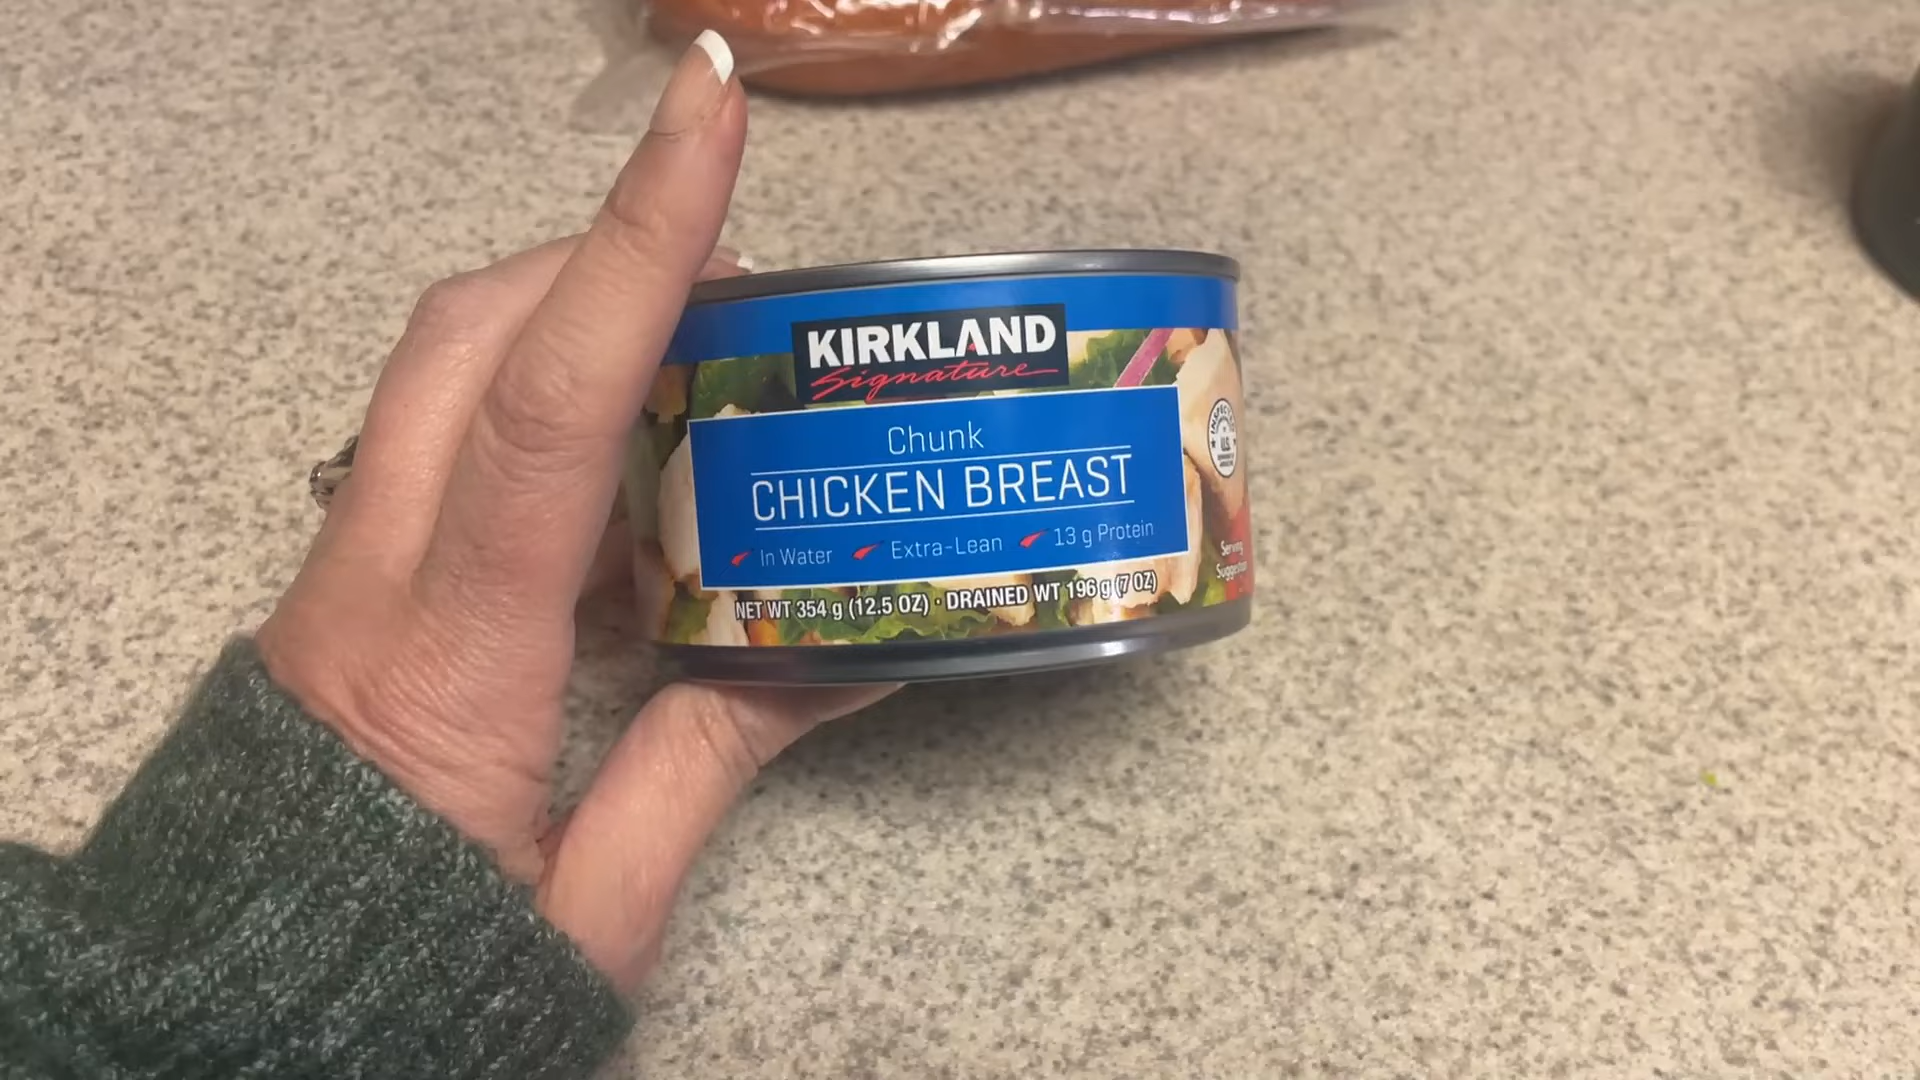 KIRKLAND
Signature
Chunk
CHICKEN BREAST
In Water Extra-Lean 13 g Protein
NET WT 354 g (12.5 OZ) · DRAINED WT 196 g (7 OZ)
U.S.
Serving
Suggestion